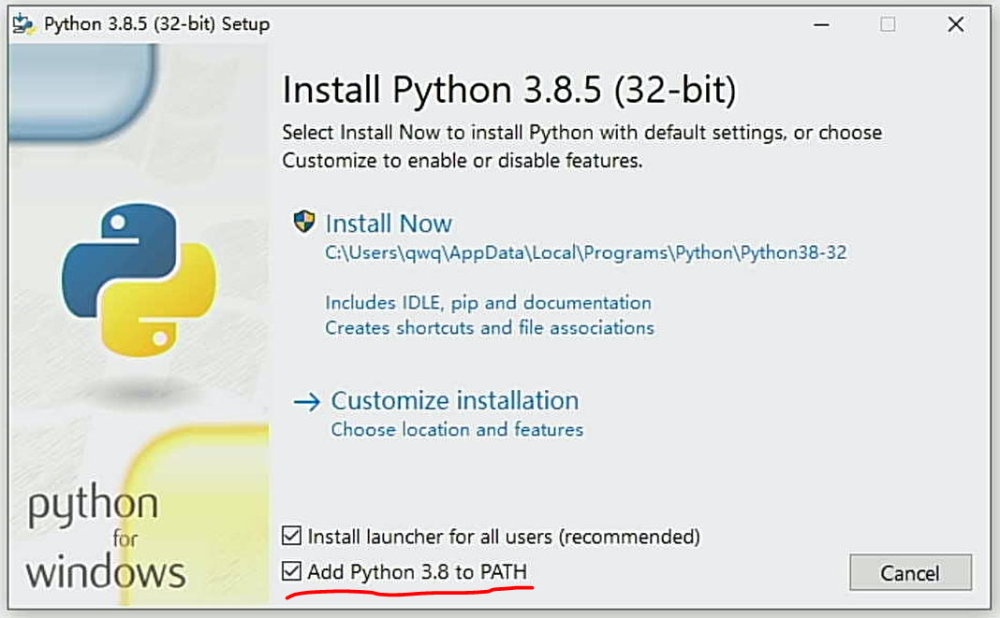 Python 3.8.5 (32-bit) Setup
Install Python 3.8.5 (32-bit)
Select Install Now to install Python with default settings, or choose
Customize to enable or disable features.
Install Now
C:\Users\qwq\AppData\Local\Programs\Python\Python38-32
Includes IDLE, pip and documentation
Creates shortcuts and file associations
Customize installation
Choose location and features
python
for
windows
Install launcher for all users (recommended)
Add Python 3.8 to PATH
Cancel